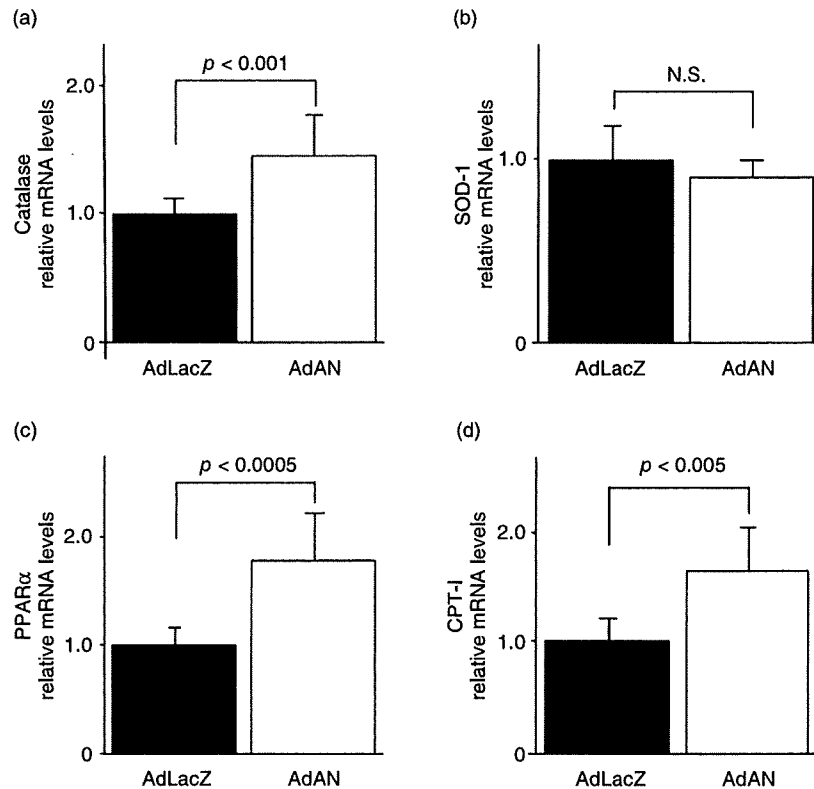 (a)
p < 0.001
2.0
1.0
0
Catalase
relative mRNA levels
AdLacZ
AdAN
(b)
N.S.
1.0
0
SOD-1
relative mRNA levels
AdLacZ
AdAN
(c)
p < 0.0005
2.0
1.0
0
PPARα
relative mRNA levels
AdLacZ
AdAN
(d)
p < 0.005
2.0
1.0
0
CPT-I
relative mRNA levels
AdLacZ
AdAN